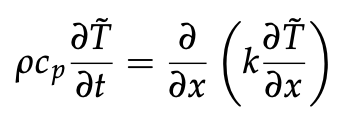 ρc_p ∂T̃/∂t = ∂/∂x (k ∂T̃/∂x)